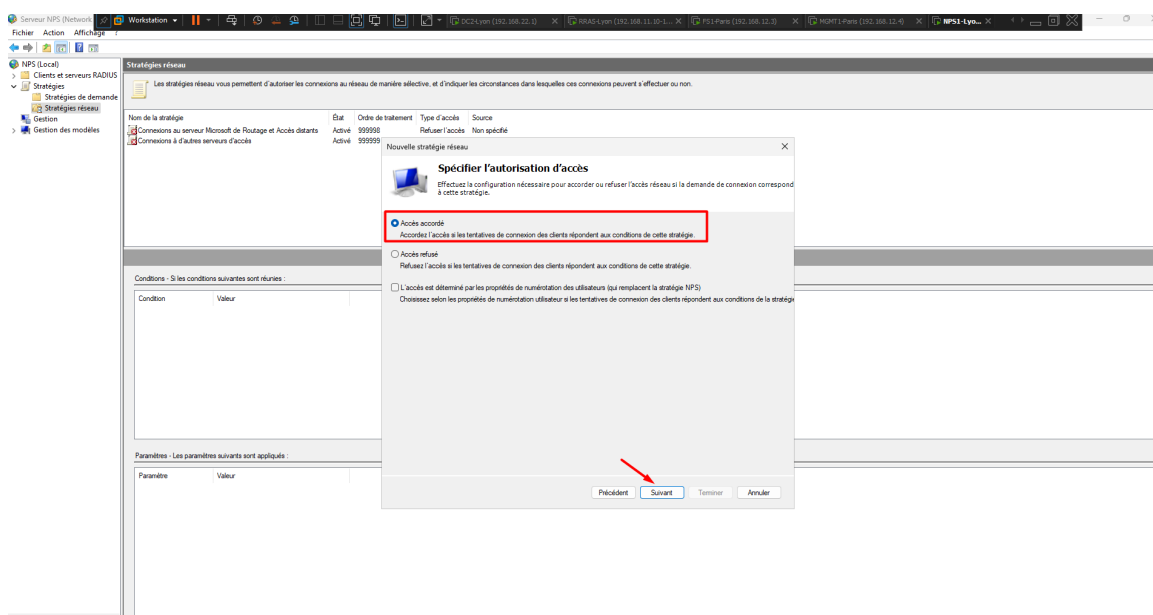 Serveur NPS (Network
Workstation
DC2-Lyon (192.168.22.1)
RRAS-Lyon (192.168.11.10-1...
FS1-Paris (192.168.12.3)
MGMT1-Paris (192.168.12.4)
NPS1-Lyo...
Fichier Action Affichage ?
NPS (Local)
Clients et serveurs RADIUS
Stratégies
Stratégies de demande
Stratégies réseau
Gestion
Gestion des modèles
Stratégies réseau
Les stratégies réseau vous permettent d'autoriser les connexions au réseau de manière sélective, et d'indiquer les circonstances dans lesquelles ces connexions peuvent s'effectuer ou non.
Nom de la stratégie État Ordre de traitement Type d'accès Source
Connexions au serveur Microsoft de Routage et Accès distants Activé 999998 Refuser l'accès Non spécifié
Connexions à d'autres serveurs d'accès Activé 999999
Nouvelle stratégie réseau
Spécifier l'autorisation d'accès
Effectuez la configuration nécessaire pour accorder ou refuser l'accès réseau si la demande de connexion correspond
à cette stratégie.
Accès accordé
Accordez l'accès si les tentatives de connexion des clients répondent aux conditions de cette stratégie.
Accès refusé
Refusez l'accès si les tentatives de connexion des clients répondent aux conditions de cette stratégie.
L'accès est déterminé par les propriétés de numérotation des utilisateurs (qui remplacent la stratégie NPS)
Choisissez selon les propriétés de numérotation utilisateur si les tentatives de connexion des clients répondent aux conditions de la stratégie
Conditions - Si les conditions suivantes sont réunies :
Condition Valeur
Paramètres - Les paramètres suivants sont appliqués :
Paramètre Valeur
Précédent Suivant Terminer Annuler